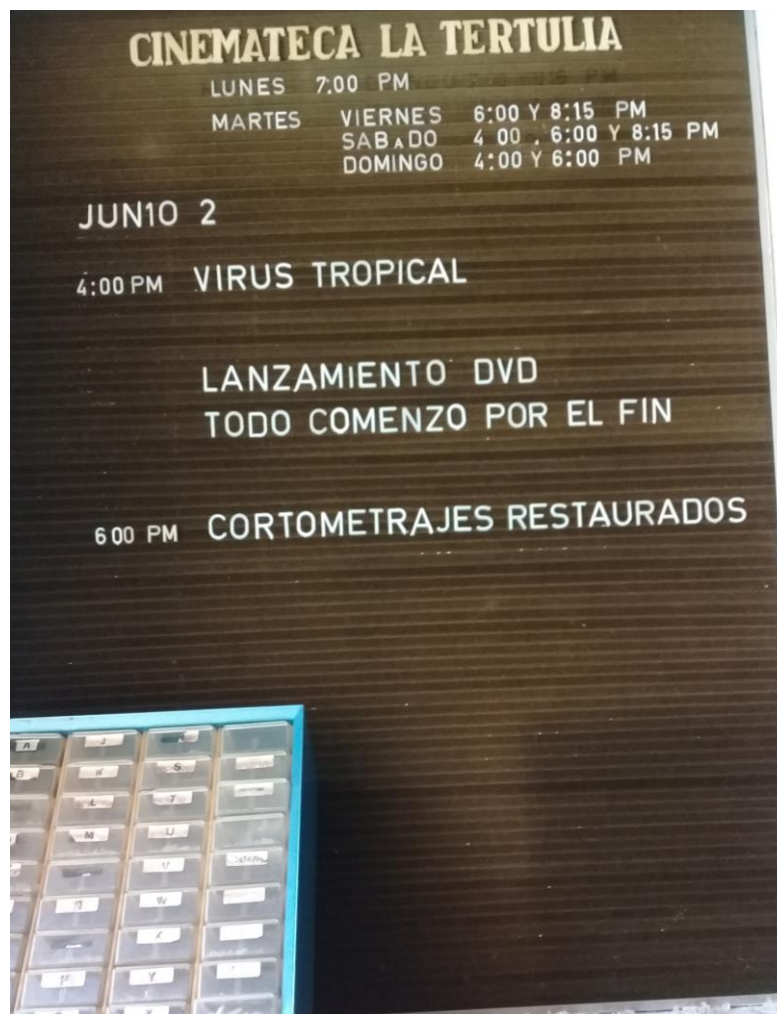 CINEMATECA LA TERTULIA
LUNES 7:00 PM
MARTES VIERNES 6:00 Y 8:15 PM
SABADO 4 00 , 6:00 Y 8:15 PM
DOMINGO 4:00 Y 6:00 PM
JUN1O 2
4:00 PM VIRUS TROPICAL
LANZAMIENTO DVD
TODO COMENZO POR EL FIN
6 00 PM CORTOMETRAJES RESTAURADOS
A J
B K S
L T
M U
V
W
X
P Y